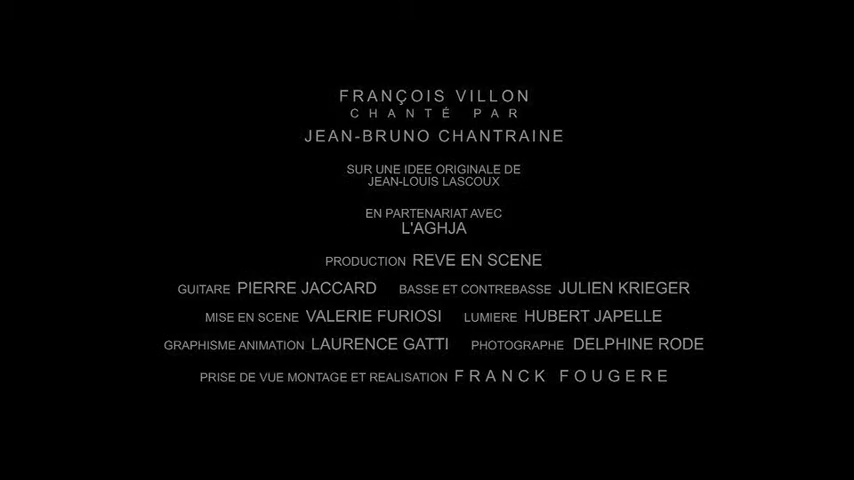 FRANÇOIS VILLON
CHANTÉ PAR
JEAN-BRUNO CHANTRAINE
SUR UNE IDEE ORIGINALE DE
JEAN-LOUIS LASCOUX
EN PARTENARIAT AVEC
L'AGHJA
PRODUCTION REVE EN SCENE
GUITARE PIERRE JACCARD BASSE ET CONTREBASSE JULIEN KRIEGER
MISE EN SCENE VALERIE FURIOSI LUMIERE HUBERT JAPELLE
GRAPHISME ANIMATION LAURENCE GATTI PHOTOGRAPHE DELPHINE RODE
PRISE DE VUE MONTAGE ET REALISATION FRANCK FOUGERE